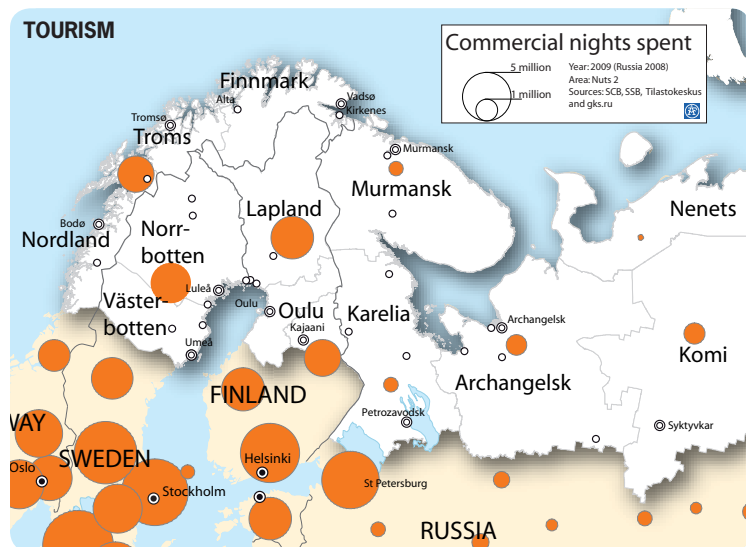 TOURISM
Commercial nights spent
5 million
1 million
Year: 2009 (Russia 2008)
Area: Nuts 2
Sources: SCB, SSB, Tilastokeskus
and gks.ru
Finnmark
Alta
Vadsø
Kirkenes
Tromsø
Troms
Murmansk
Murmansk
Nenets
Bodø
Nordland
Norr-
botten
Lapland
Luleå
Oulu
Väster-
botten
Oulu
Kajaani
Umeå
Karelia
Archangelsk
Archangelsk
Komi
Petrozavodsk
Syktyvkar
FINLAND
WAY
Oslo
SWEDEN
Stockholm
Helsinki
St Petersburg
RUSSIA